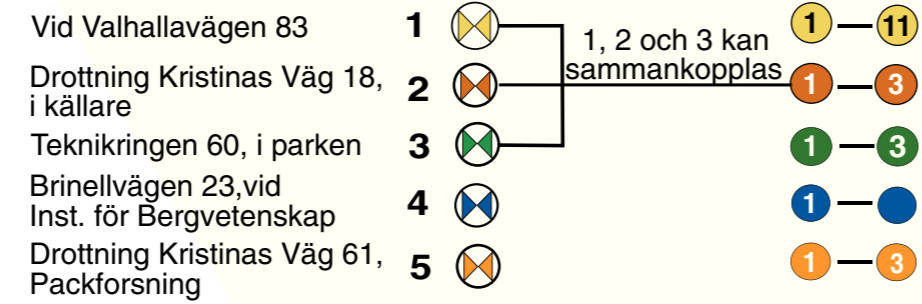 Vid Valhallavägen 83 1 1, 2 och 3 kan 1 — 11
sammankopplas
Drottning Kristinas Väg 18, 2 1 — 3
i källare
Teknikringen 60, i parken 3 1 — 3
Brinellvägen 23,vid 4 1 —
Inst. för Bergvetenskap
Drottning Kristinas Väg 61, 5 1 — 3
Packforsning